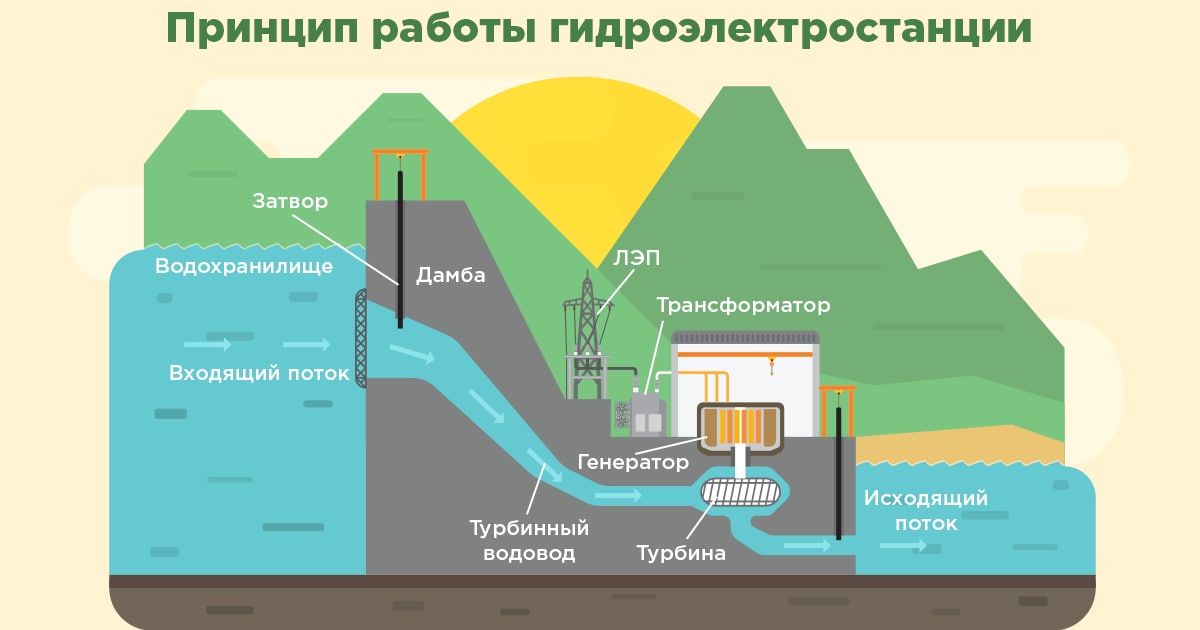 Принцип работы гидроэлектростанции
Затвор
Водохранилище
Дамба
ЛЭП
Трансформатор
Входящий поток
Генератор
Исходящий
поток
Турбинный
водовод
Турбина